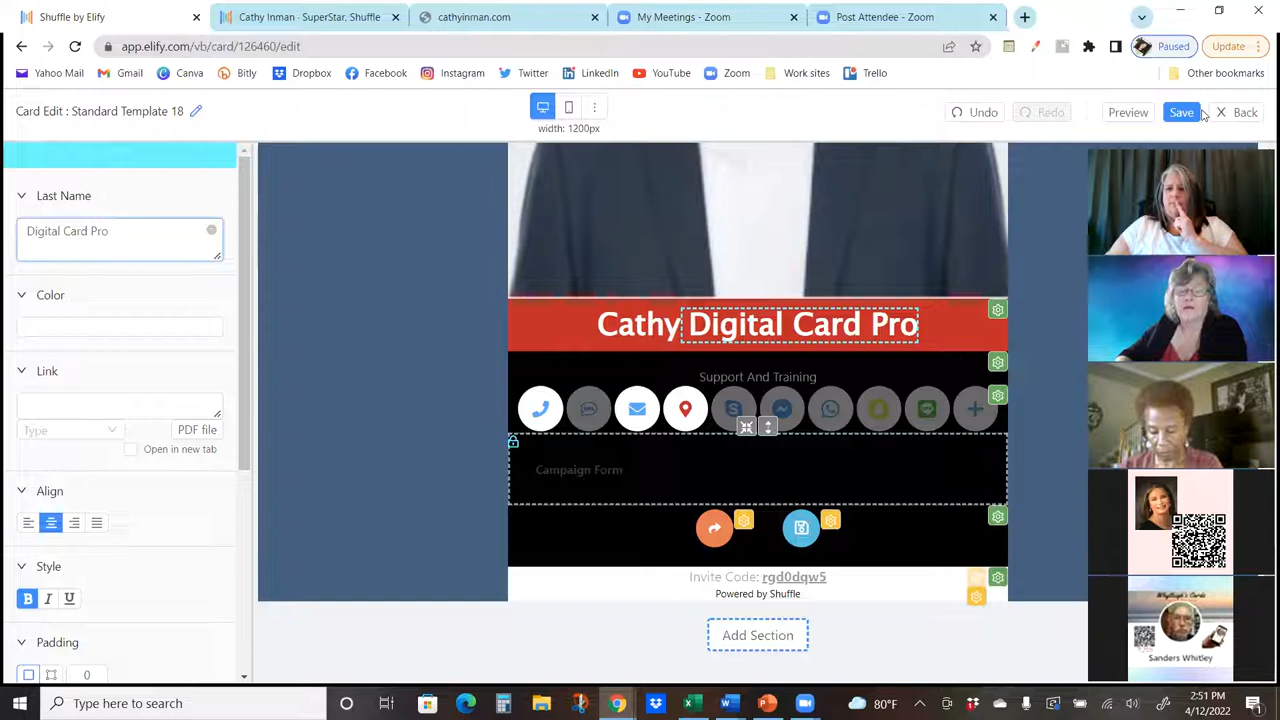 Shuffle by Elify
Cathy Inman - SuperStar, Shuffle
cathyinman.com
My Meetings - Zoom
Post Attendee - Zoom
app.elify.com/vb/card/126460/edit
Paused
Update
Yahoo Mail
Gmail
Canva
Bitly
Dropbox
Facebook
Instagram
Twitter
LinkedIn
YouTube
Zoom
Work sites
Trello
Other bookmarks
Card Edit : Standard Template 18
width: 1200px
Undo
Redo
Preview
Save
X Back
Last Name
Digital Card Pro
Color
Link
Type
PDF file
Open in new tab
Align
Style
B I U
Padding
0
Cathy Digital Card Pro
Support And Training
Campaign Form
Invite Code: rgd0dqw5
Powered by Shuffle
Add Section
Sanders Whitley
Type here to search
80°F
2:51 PM
4/12/2022